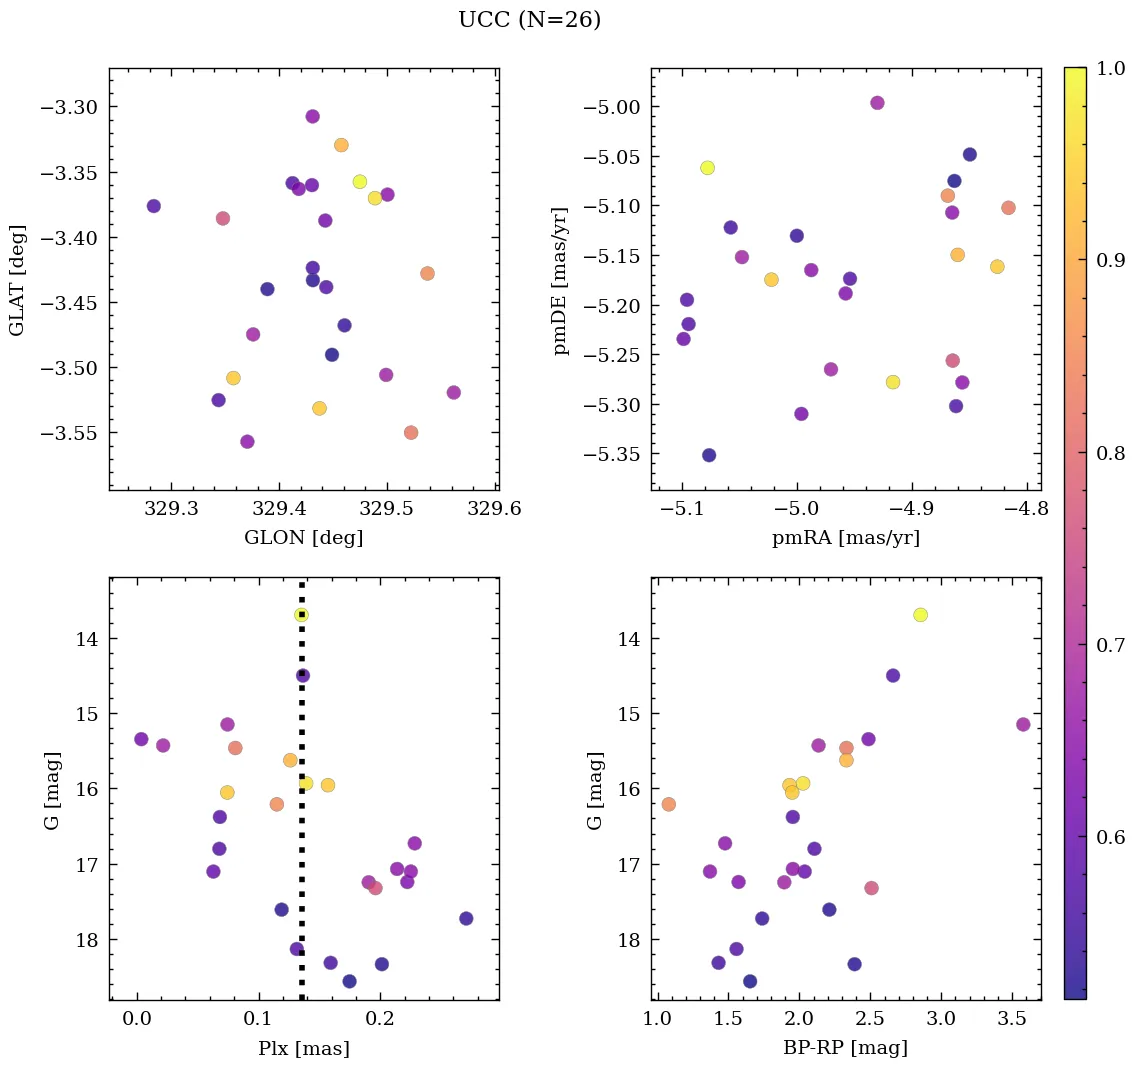 UCC (N=26)
−3.30
−3.35
−3.40
−3.45
−3.50
−3.55
GLAT [deg]
329.3 329.4 329.5 329.6
GLON [deg]
−5.00
−5.05
−5.10
−5.15
−5.20
−5.25
−5.30
−5.35
pmDE [mas/yr]
−5.1 −5.0 −4.9 −4.8
pmRA [mas/yr]
14
15
16
17
18
G [mag]
0.0 0.1 0.2
Plx [mas]
14
15
16
17
18
G [mag]
1.0 1.5 2.0 2.5 3.0 3.5
BP-RP [mag]
1.0
0.9
0.8
0.7
0.6